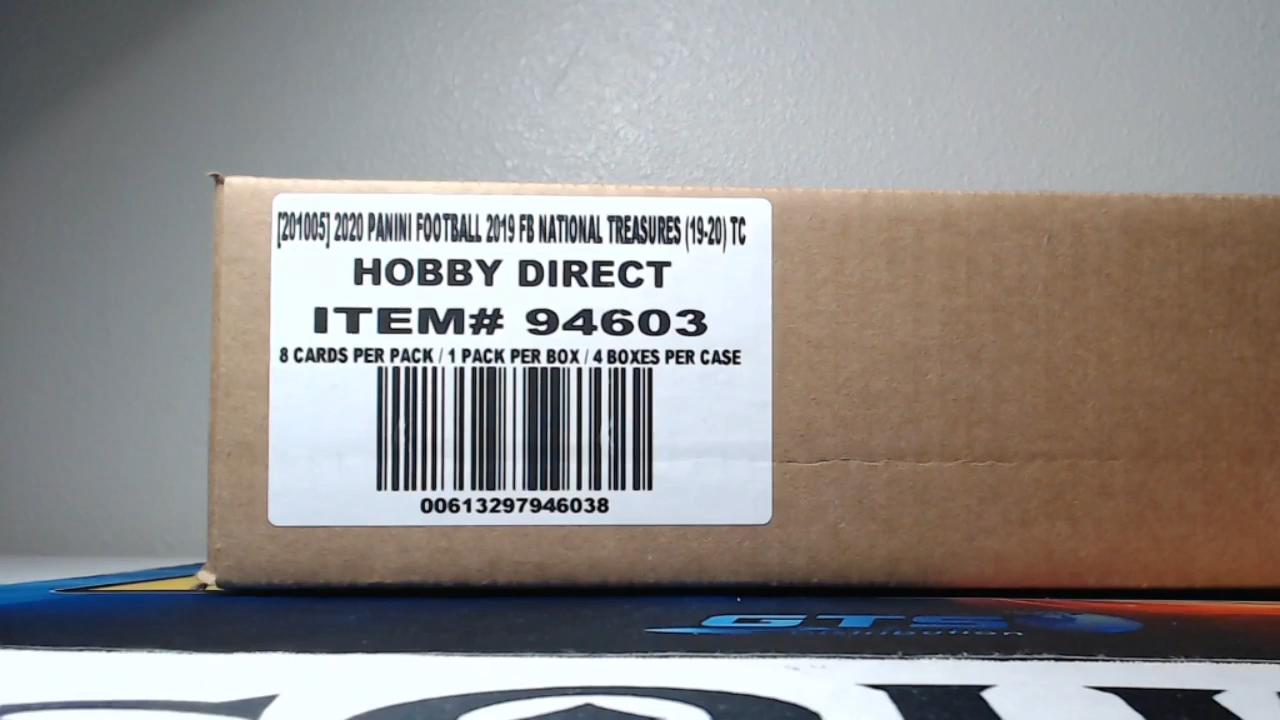 [201005] 2020 PANINI FOOTBALL 2019 FB NATIONAL TREASURES (19-20) TC
HOBBY DIRECT
ITEM# 94603
8 CARDS PER PACK / 1 PACK PER BOX / 4 BOXES PER CASE
00613297946038
GTS
Distribution